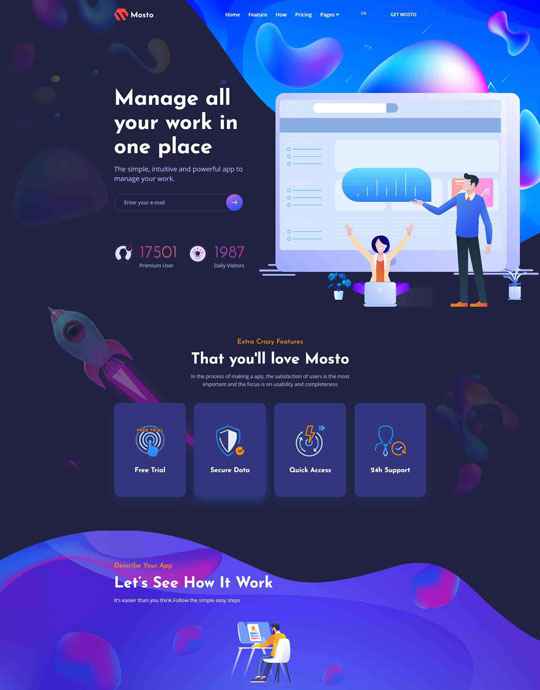 Mosto
Home Feature How Pricing Pages EN GET MOSTO
Manage all
your work in
one place
The simple, intuitive and powerful app to
manage your work.
Enter your e-mail
17501
Premium User
1987
Daily Visitors
Extra Crazy Features
That you'll love Mosto
In the process of making a app, the satisfaction of users is the most
important and the focus is on usability and completeness
FREE TRIAL
Free Trial
Secure Data
Quick Access
24h Support
Describe Your App
Let's See How It Work
It's easier than you think.Follow the simple easy steps